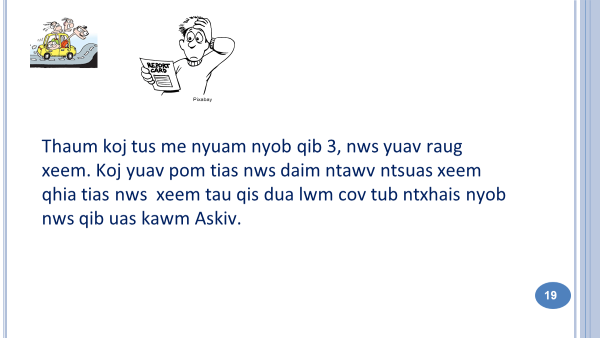 REPORT CARD
Pixabay
Thaum koj tus me nyuam nyob qib 3, nws yuav raug
xeem. Koj yuav pom tias nws daim ntawv ntsuas xeem
qhia tias nws  xeem tau qis dua lwm cov tub ntxhais nyob
nws qib uas kawm Askiv.
19